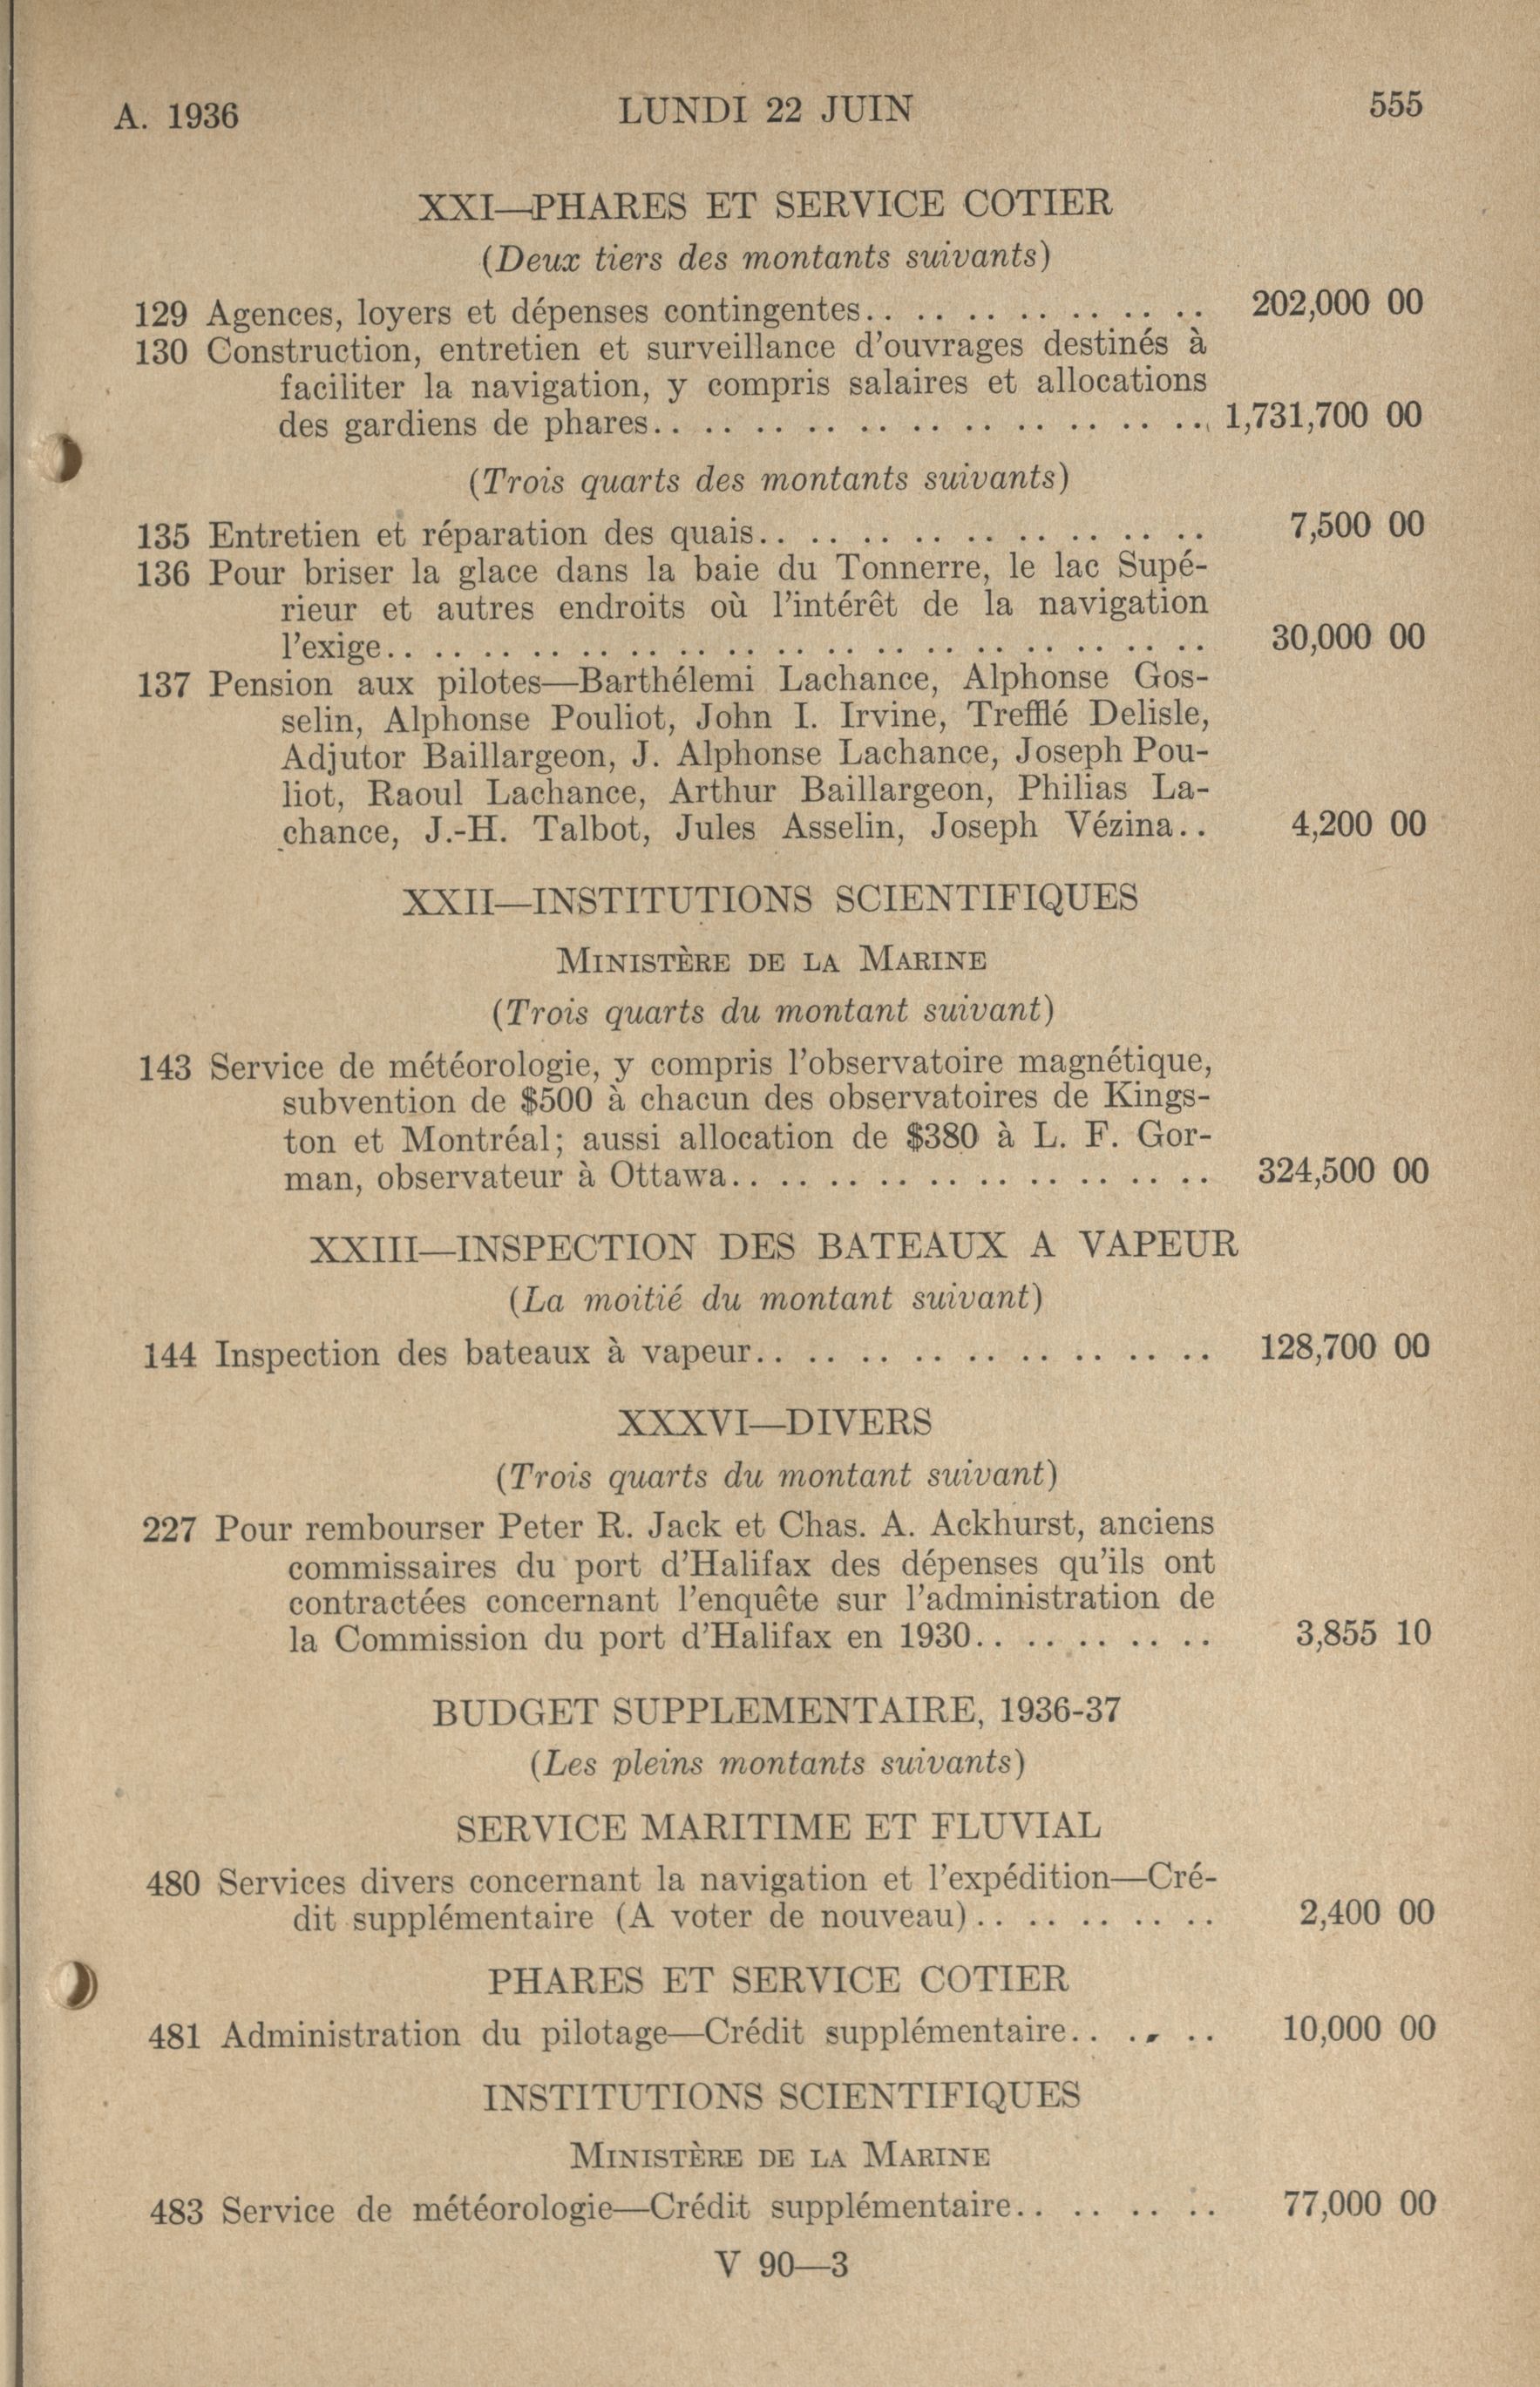 A. 1936 LUNDI 22 JUIN 555
XXI—PHARES ET SERVICE COTIER
(Deux tiers des montants suivants)
129 Agences, loyers et dépenses contingentes.. .. .. .. .. .. .. 202,000 00
130 Construction, entretien et surveillance d'ouvrages destinés à
faciliter la navigation, y compris salaires et allocations
des gardiens de phares.. .. .. .. .. .. .. .. .. .. .. 1,731,700 00
(Trois quarts des montants suivants)
135 Entretien et réparation des quais.. .. .. .. .. .. .. .. .. 7,500 00
136 Pour briser la glace dans la baie du Tonnerre, le lac Supé-
rieur et autres endroits où l'intérêt de la navigation
l'exige.. .. .. .. .. .. .. .. .. .. .. .. .. .. .. .. .. 30,000 00
137 Pension aux pilotes—Barthélemi Lachance, Alphonse Gos-
selin, Alphonse Pouliot, John I. Irvine, Trefflé Delisle,
Adjutor Baillargeon, J. Alphonse Lachance, Joseph Pou-
liot, Raoul Lachance, Arthur Baillargeon, Philias La-
chance, J.-H. Talbot, Jules Asselin, Joseph Vézina.. 4,200 00
XXII—INSTITUTIONS SCIENTIFIQUES
MINISTÈRE DE LA MARINE
(Trois quarts du montant suivant)
143 Service de météorologie, y compris l'observatoire magnétique,
subvention de $500 à chacun des observatoires de Kings-
ton et Montréal; aussi allocation de $380 à L. F. Gor-
man, observateur à Ottawa.. .. .. .. .. .. .. .. .. .. 324,500 00
XXIII—INSPECTION DES BATEAUX A VAPEUR
(La moitié du montant suivant)
144 Inspection des bateaux à vapeur.. .. .. .. .. .. .. .. .. 128,700 00
XXXVI—DIVERS
(Trois quarts du montant suivant)
227 Pour rembourser Peter R. Jack et Chas. A. Ackhurst, anciens
commissaires du port d'Halifax des dépenses qu'ils ont
contractées concernant l'enquête sur l'administration de
la Commission du port d'Halifax en 1930.. .. .. .. .. 3,855 10
BUDGET SUPPLEMENTAIRE, 1936-37
(Les pleins montants suivants)
SERVICE MARITIME ET FLUVIAL
480 Services divers concernant la navigation et l'expédition—Cré-
dit supplémentaire (A voter de nouveau).. .. .. .. .. 2,400 00
PHARES ET SERVICE COTIER
481 Administration du pilotage—Crédit supplémentaire.. .. .. 10,000 00
INSTITUTIONS SCIENTIFIQUES
MINISTÈRE DE LA MARINE
483 Service de météorologie—Crédit supplémentaire.. .. .. .. 77,000 00
V 90—3